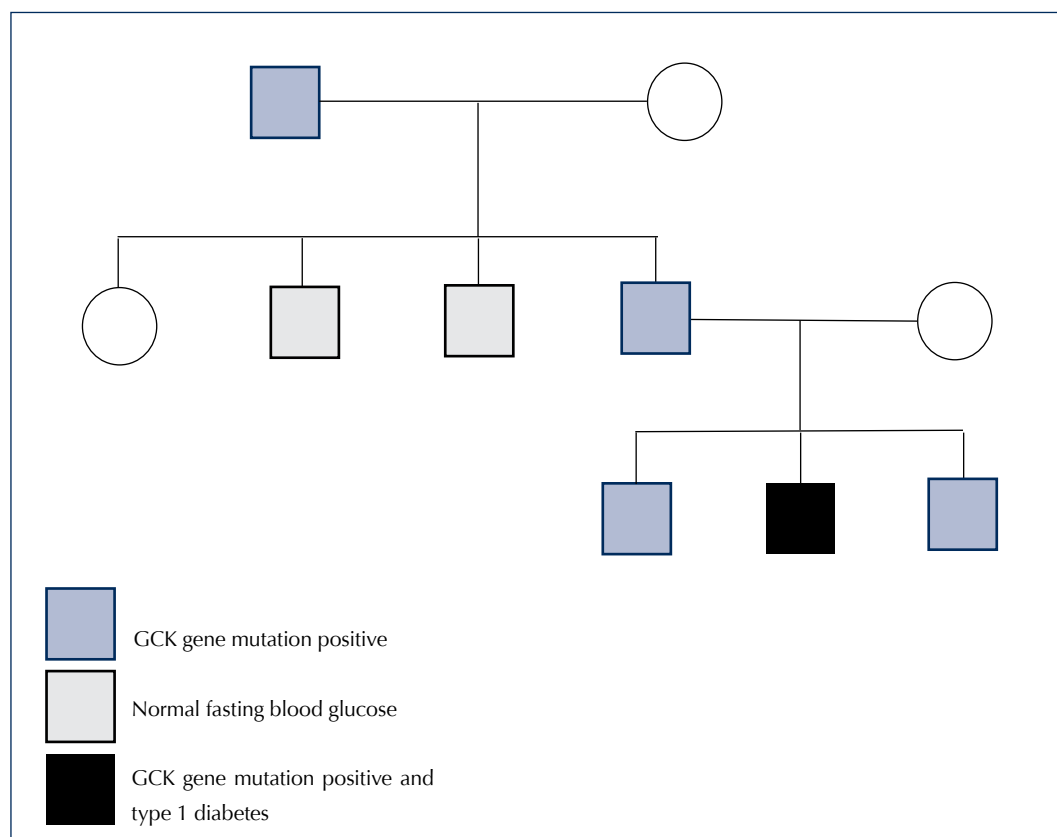 GCK gene mutation positive
Normal fasting blood glucose
GCK gene mutation positive and
type 1 diabetes